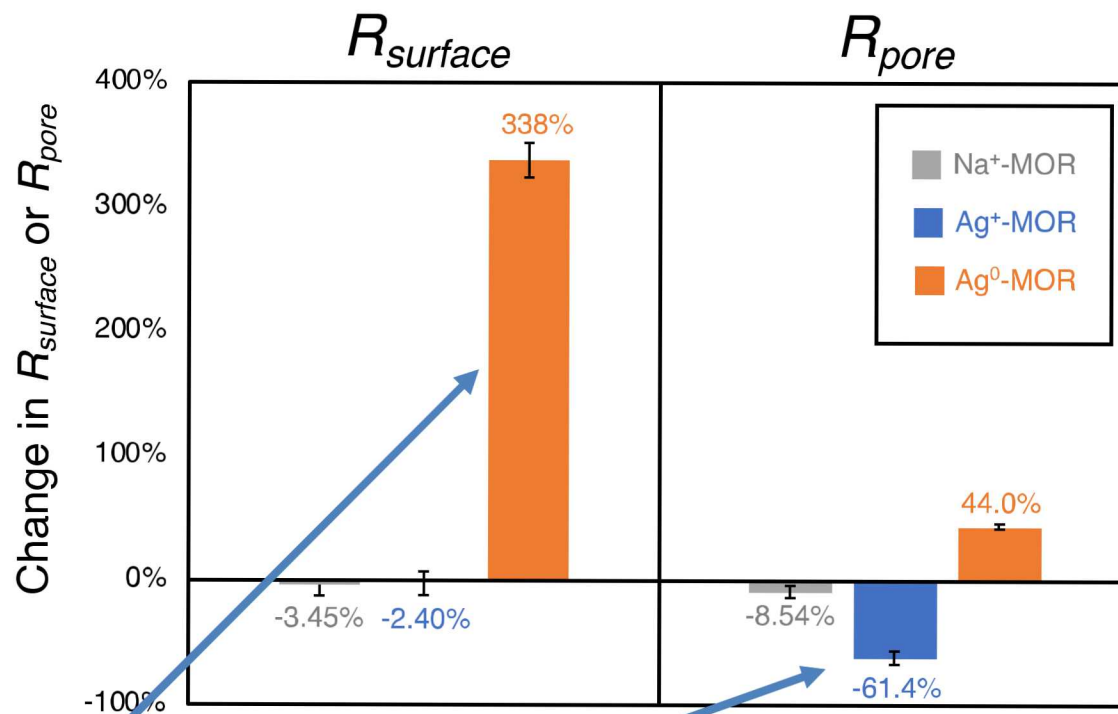 R_surface
R_pore
400%
300%
200%
100%
0%
-100%
Change in R_surface or R_pore
338%
-3.45%
-2.40%
44.0%
-8.54%
-61.4%
Na⁺-MOR
Ag⁺-MOR
Ag⁰-MOR